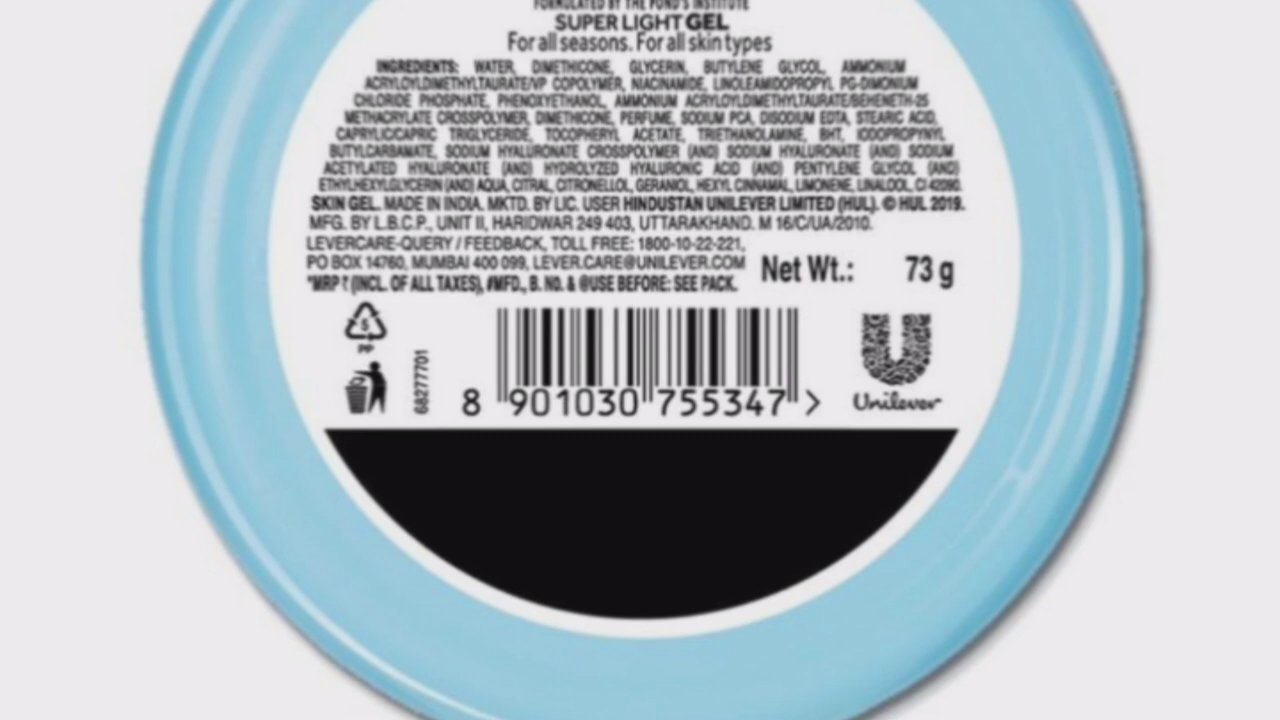 FORMULATED BY THE POND'S INSTITUTE
SUPER LIGHT GEL
For all seasons. For all skin types
INGREDIENTS: WATER, DIMETHICONE, GLYCERIN, BUTYLENE GLYCOL, AMMONIUM
ACRYLOYLDIMETHYLTAURATE/VP COPOLYMER, NIACINAMIDE, LINOLEAMIDOPROPYL PG-DIMONIUM
CHLORIDE PHOSPHATE, PHENOXYETHANOL, AMMONIUM ACRYLOYLDIMETHYLTAURATE/BEHENETH-25
METHACRYLATE CROSSPOLYMER, DIMETHICONE, PERFUME, SODIUM PCA, DISODIUM EDTA, STEARIC ACID,
CAPRYLIC/CAPRIC TRIGLYCERIDE, TOCOPHERYL ACETATE, TRIETHANOLAMINE, BHT, IODOPROPYNYL
BUTYLCARBAMATE, SODIUM HYALURONATE CROSSPOLYMER (AND) SODIUM HYALURONATE (AND) SODIUM
ACETYLATED HYALURONATE (AND) HYDROLYZED HYALURONIC ACID (AND) PENTYLENE GLYCOL (AND)
ETHYLHEXYLGLYCERIN (AND) AQUA, CITRAL, CITRONELLOL, GERANIOL, HEXYL CINNAMAL, LIMONENE, LINALOOL, CI 42090.
SKIN GEL. MADE IN INDIA. MKTD. BY LIC. USER HINDUSTAN UNILEVER LIMITED (HUL). © HUL 2019.
MFG. BY L.B.C.P., UNIT II, HARIDWAR 249 403, UTTARAKHAND. M 16/C/UA/2010.
LEVERCARE-QUERY / FEEDBACK, TOLL FREE: 1800-10-22-221,
PO BOX 14760, MUMBAI 400 099, LEVER.CARE@UNILEVER.COM
*MRP ₹ (INCL. OF ALL TAXES), #MFD., B. No. & @USE BEFORE: SEE PACK.
Net Wt.: 73 g
5
PP
68277701
8 901030 755347 >
Unilever